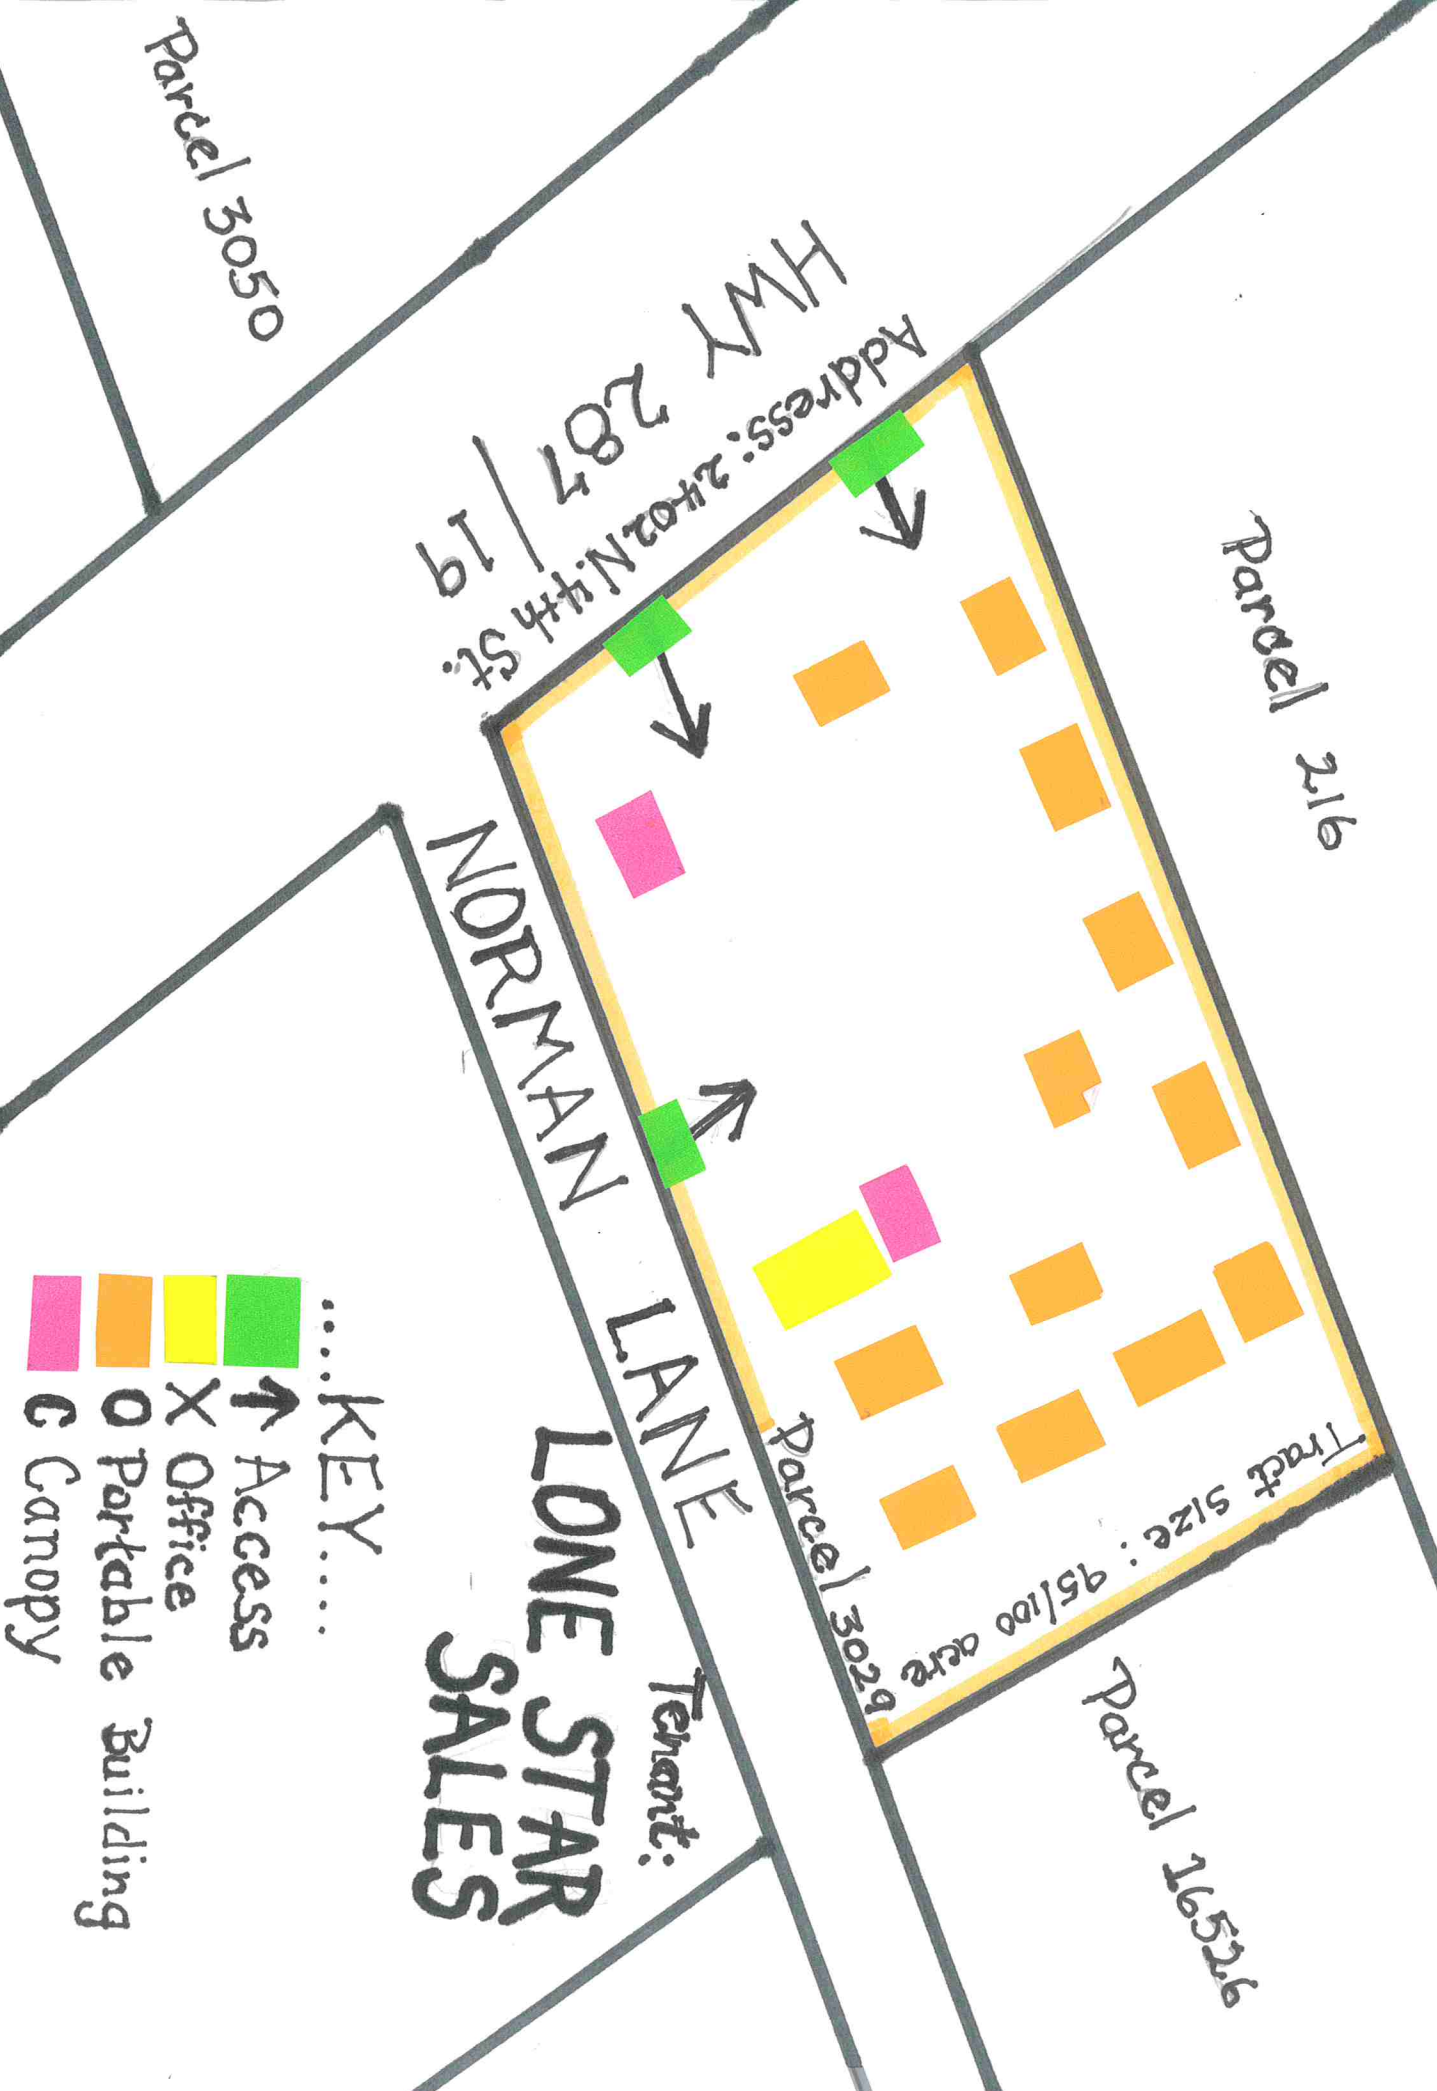 Parcel 3050
HWY 287 / 19
Address: 2402 N. 4th St.
Parcel 216
NORMAN LANE
Parcel 3029
Tract size: 95/100 acre
Parcel 16526
Tenant:
LONE STAR
SALES
....KEY.....
Access
X Office
O Portable Building
C Canopy